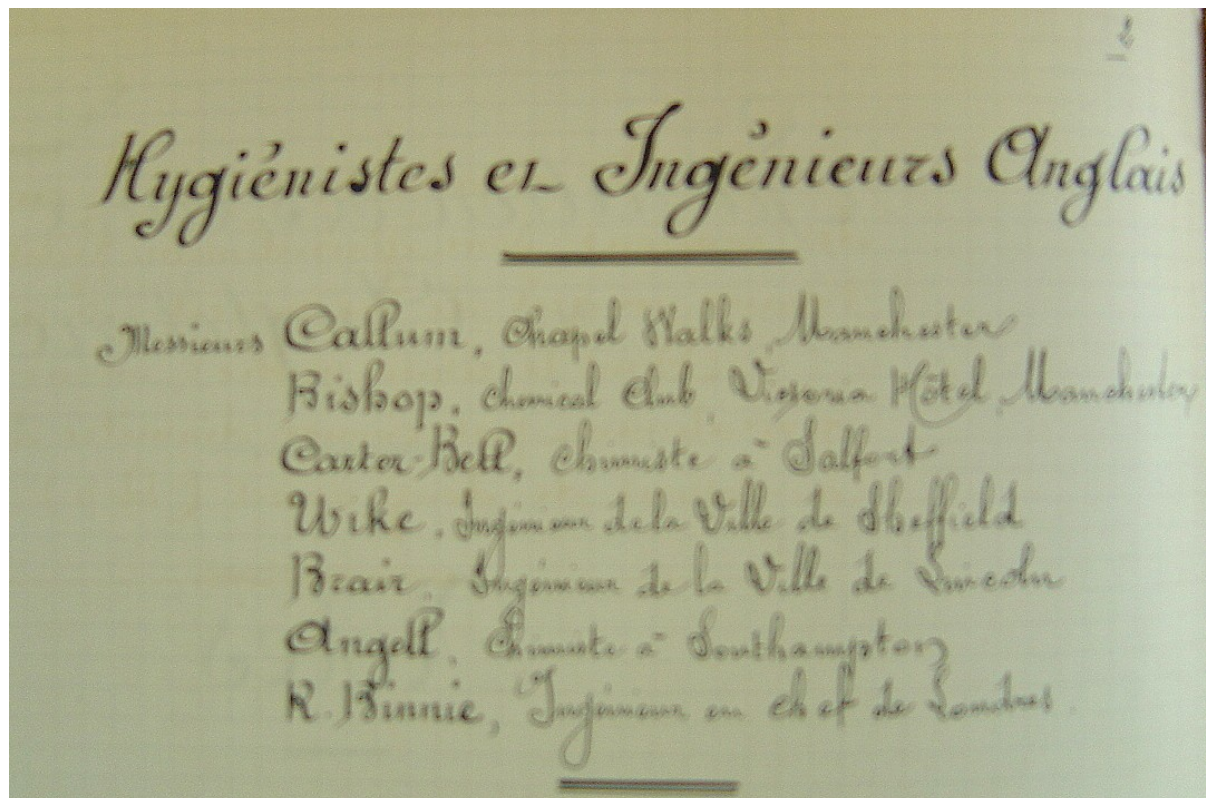 2
Hygiénistes et Ingénieurs Anglais
Messieurs Callum, Chapel Walks, Manchester
Bishop, Chemical Club, Victoria Hôtel, Manchester
Carter-Bell, Chimiste à Salfort
Wike, Ingénieur de la Ville de Sheffield
Brair, Ingénieur de la Ville de Lincoln
Angell, Chimiste à Southampton
R. Binnie, Ingénieur en chef de Londres.